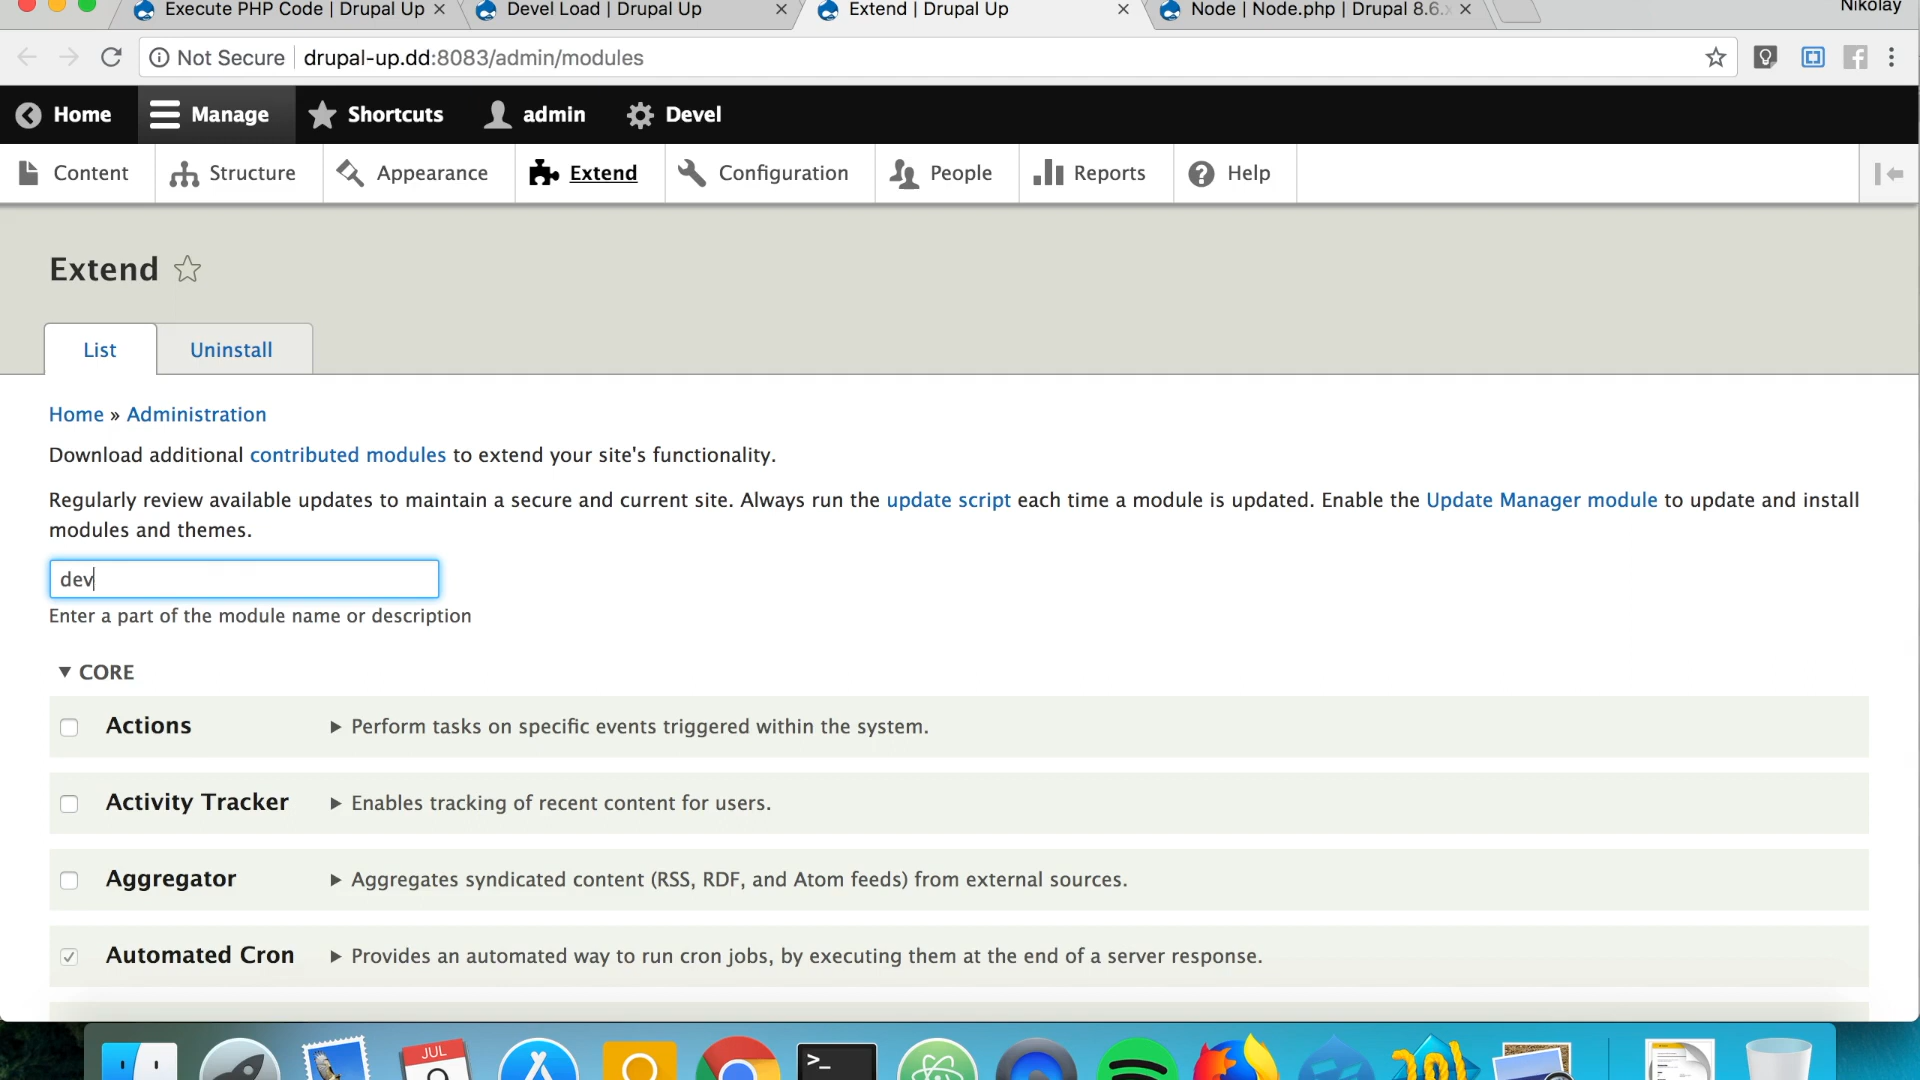 Execute PHP Code | Drupal Up
Devel Load | Drupal Up
Extend | Drupal Up
Node | Node.php | Drupal 8.6.x
Nikolay
Not Secure
drupal-up.dd:8083/admin/modules
Home
Manage
Shortcuts
admin
Devel
Content
Structure
Appearance
Extend
Configuration
People
Reports
Help
Extend
List
Uninstall
Home » Administration
Download additional contributed modules to extend your site's functionality.
Regularly review available updates to maintain a secure and current site. Always run the update script each time a module is updated. Enable the Update Manager module to update and install
modules and themes.
dev
Enter a part of the module name or description
▼ CORE
Actions
Perform tasks on specific events triggered within the system.
Activity Tracker
Enables tracking of recent content for users.
Aggregator
Aggregates syndicated content (RSS, RDF, and Atom feeds) from external sources.
Automated Cron
Provides an automated way to run cron jobs, by executing them at the end of a server response.
JUL
>_